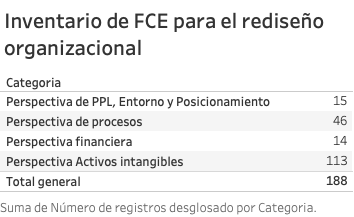 Inventario de FCE para el rediseño
organizacional
Categoria
Perspectiva de PPL, Entorno y Posicionamiento 15
Perspectiva de procesos 46
Perspectiva financiera 14
Perspectiva Activos intangibles 113
Total general 188
Suma de Número de registros desglosado por Categoria.